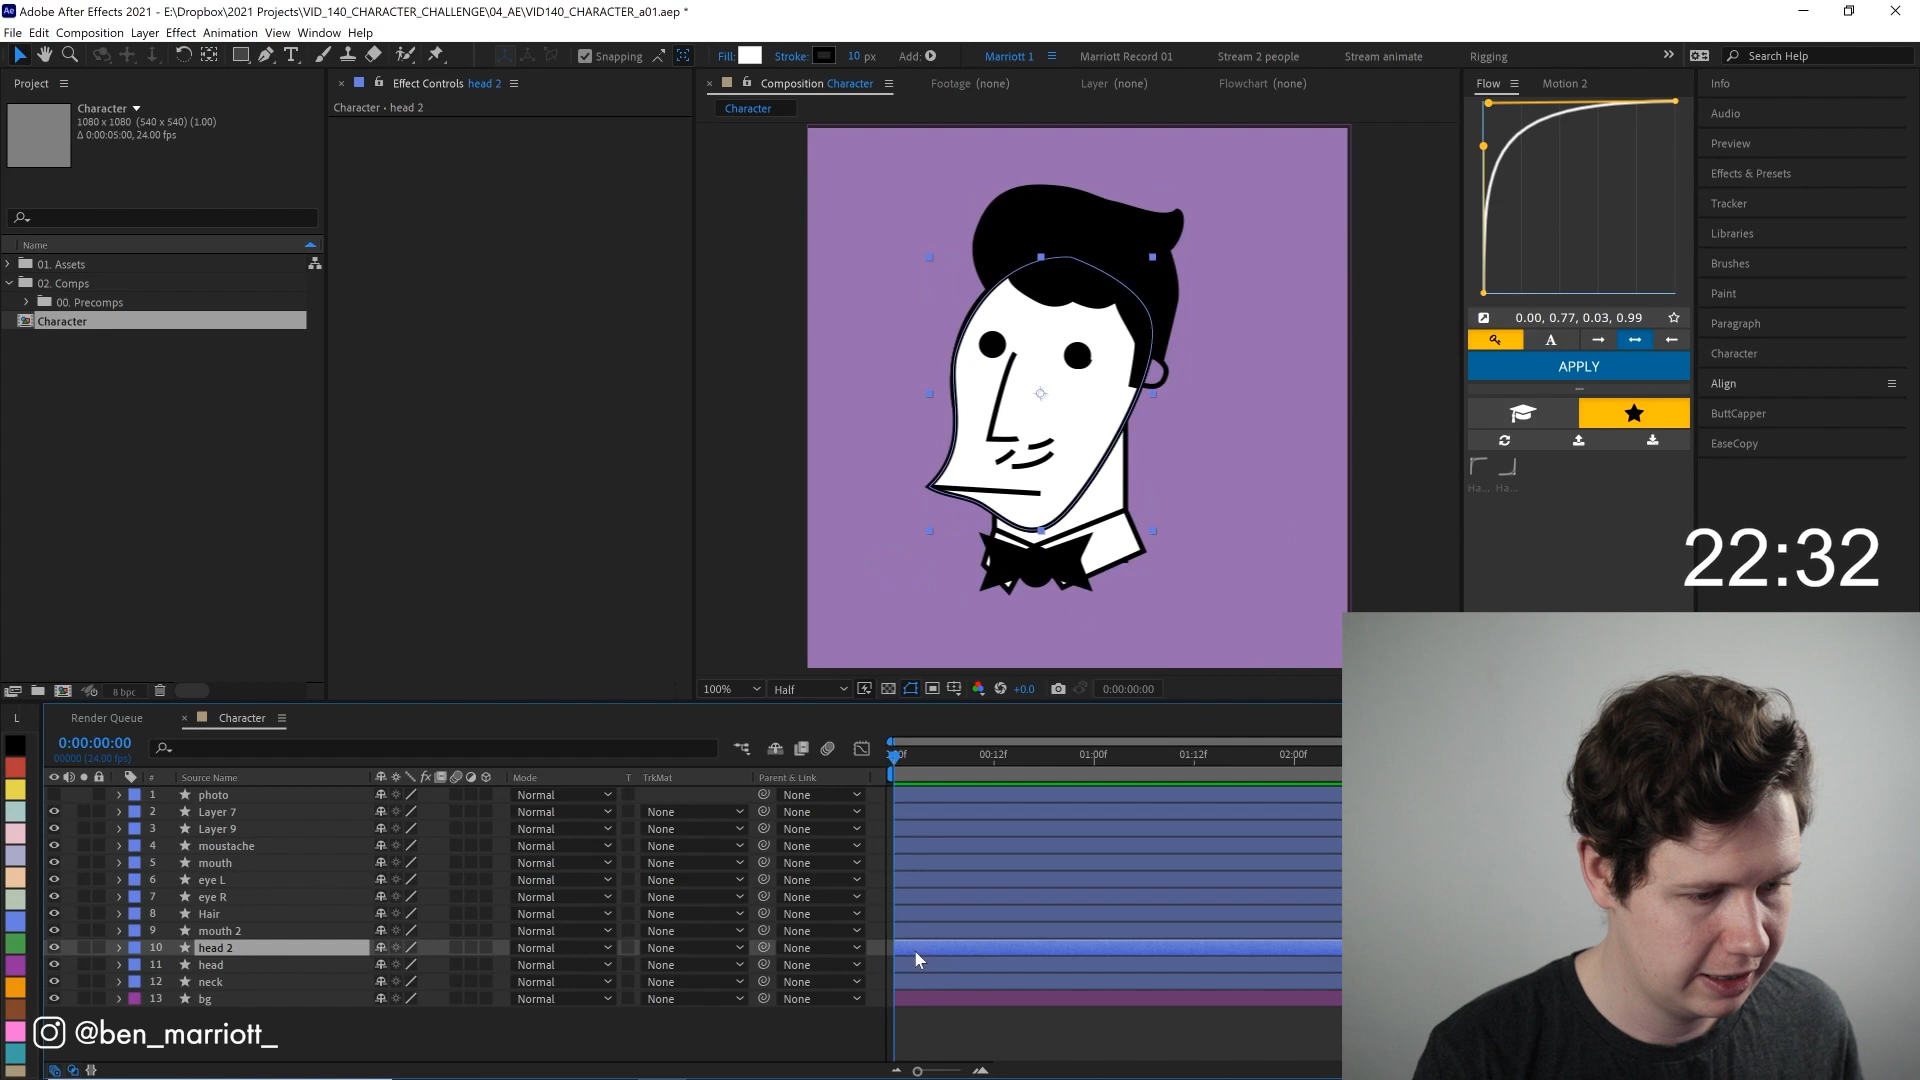 Adobe After Effects 2021 - E:\Dropbox\2021 Projects\VID_140_CHARACTER_CHALLENGE\04_AE\VID140_CHARACTER_a01.aep *
File Edit Composition Layer Effect Animation View Window Help
Snapping Fill: Stroke: 10 px Add: Marriott 1 Marriott Record 01 Stream 2 people Stream animate Rigging Search Help
Project Effect Controls head 2 Composition Character Footage (none) Layer (none) Flowchart (none) Flow Motion 2 Info
Character
1080 x 1080 (540 x 540) (1.00)
Δ 0:00:05:00, 24.00 fps
Character • head 2
Character
Audio
Preview
Effects & Presets
Tracker
Libraries
Brushes
Paint
Paragraph
Character
Align
ButtCapper
EaseCopy
0.00, 0.77, 0.03, 0.99
A
APPLY
Ha... Ha...
Name
01. Assets
02. Comps
00. Precomps
Character
22:32
8 bpc
100% Half +0.0 0:00:00:00
L
Render Queue Character
0:00:00:00
00000 (24.00 fps)
00:12f 01:00f 01:12f 02:00f
# Source Name fx Mode T TrkMat Parent & Link
1 photo Normal None
2 Layer 7 Normal None None
3 Layer 9 Normal None None
4 moustache Normal None None
5 mouth Normal None None
6 eye L Normal None None
7 eye R Normal None None
8 Hair Normal None None
9 mouth 2 Normal None None
10 head 2 Normal None None
11 head Normal None None
12 neck Normal None None
13 bg Normal None None
@ben_marriott_